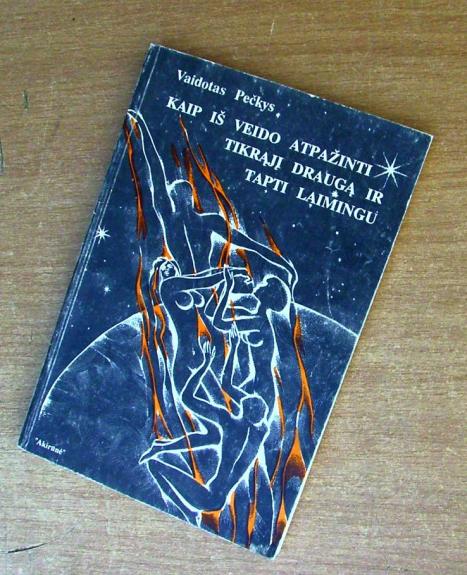 Vaidotas Pečkys
KAIP IŠ VEIDO ATPAŽINTI
TIKRĄJĮ DRAUGĄ IR
TAPTI LAIMINGU
"Akiratė"